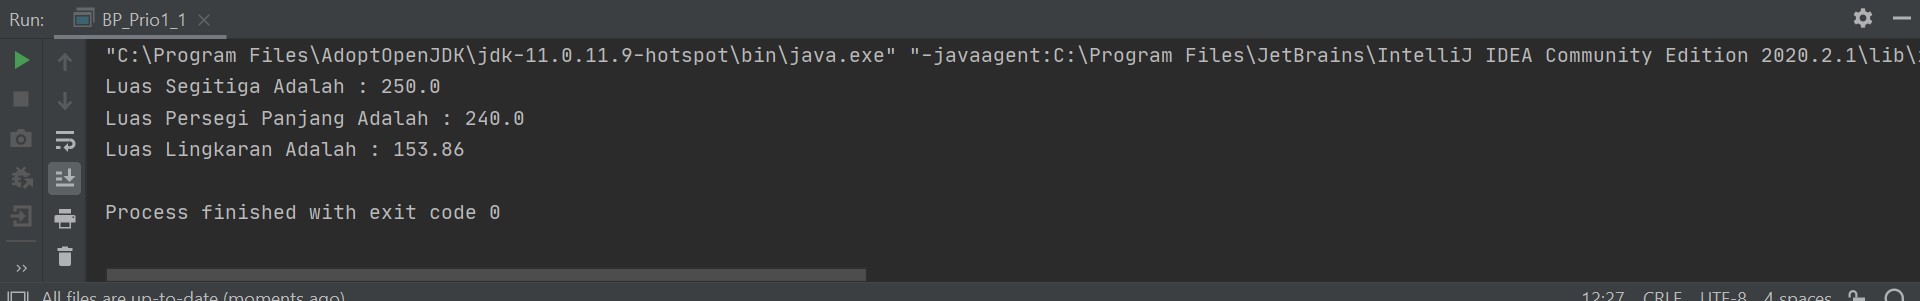 Run: BP_Prio1_1
"C:\Program Files\AdoptOpenJDK\jdk-11.0.11.9-hotspot\bin\java.exe" "-javaagent:C:\Program Files\JetBrains\IntelliJ IDEA Community Edition 2020.2.1\lib\
Luas Segitiga Adalah : 250.0
Luas Persegi Panjang Adalah : 240.0
Luas Lingkaran Adalah : 153.86
Process finished with exit code 0
All files are up-to-date (moments ago) 12:27 CRLF UTF-8 4 spaces